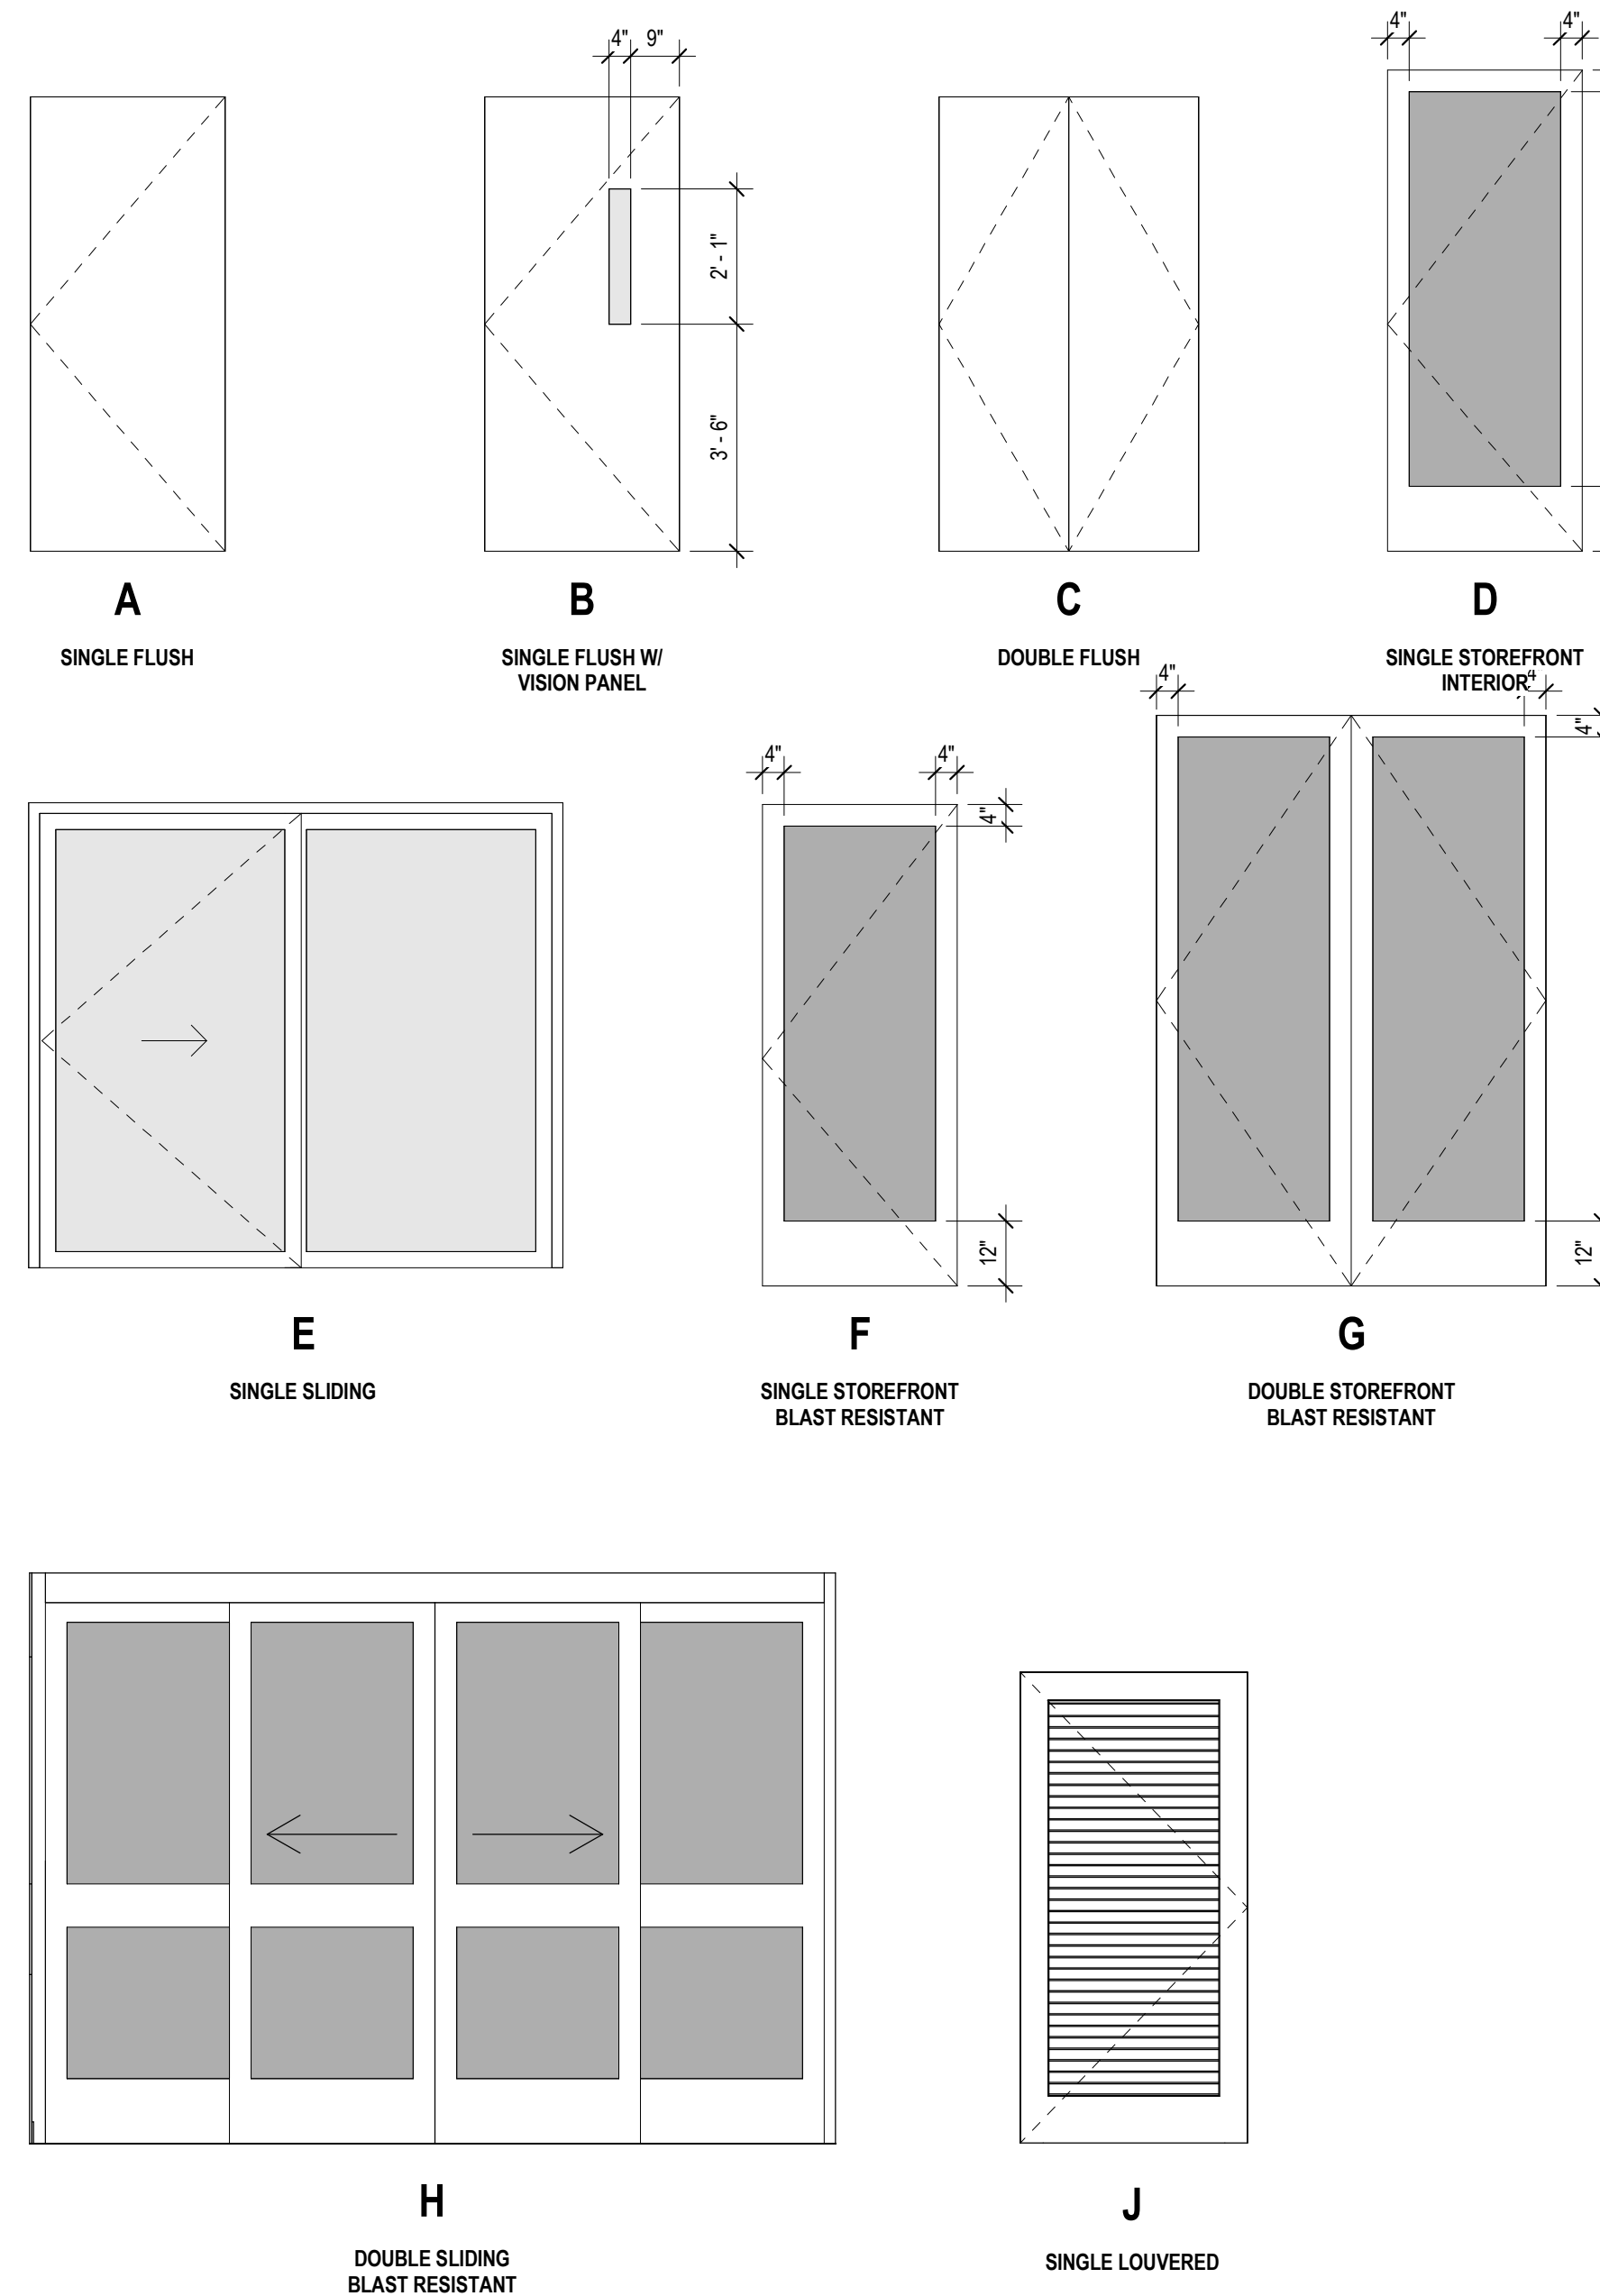 4" 9"
4" 4"
2' - 1"
3' - 6"
A
B
C
D
SINGLE FLUSH
SINGLE FLUSH W/
VISION PANEL
DOUBLE FLUSH
SINGLE STOREFRONT
INTERIOR
4" 4"
4"
12"
4" 4"
4"
12"
E
F
G
SINGLE SLIDING
SINGLE STOREFRONT
BLAST RESISTANT
DOUBLE STOREFRONT
BLAST RESISTANT
H
J
DOUBLE SLIDING
BLAST RESISTANT
SINGLE LOUVERED